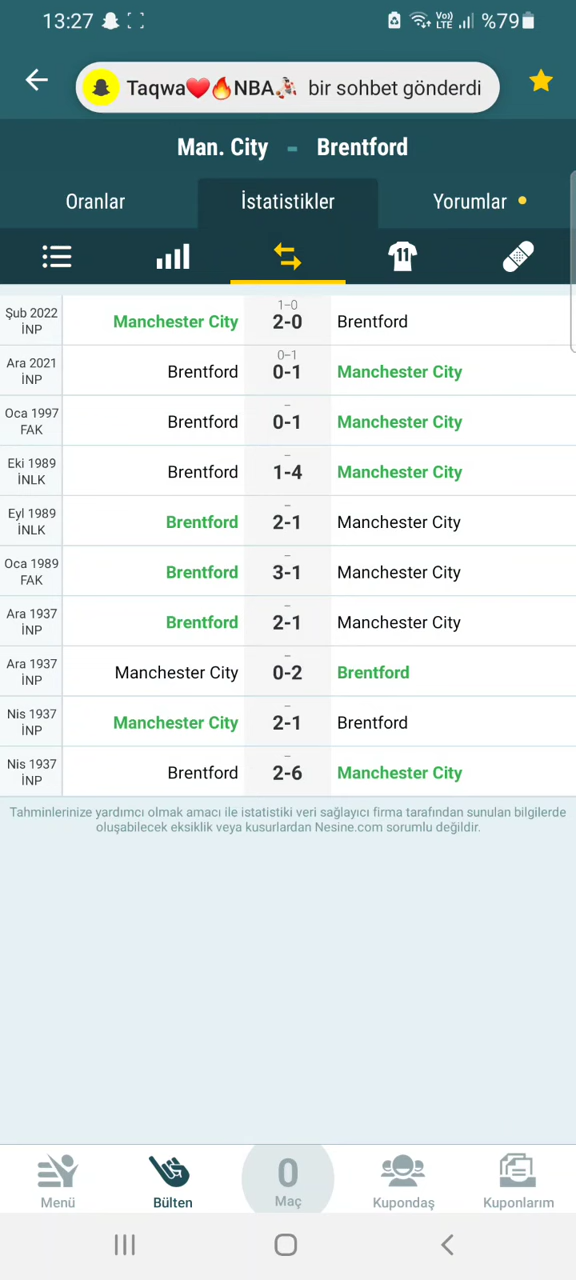 13:27 Vo)) LTE %79
Taqwa❤️🔥NBA⛹🏻 bir sohbet gönderdi
Man. City - Brentford
Oranlar İstatistikler Yorumlar
11
Şub 2022 İNP Manchester City 1-0 2-0 Brentford
Ara 2021 İNP Brentford 0-1 0-1 Manchester City
Oca 1997 FAK Brentford - 0-1 Manchester City
Eki 1989 İNLK Brentford - 1-4 Manchester City
Eyl 1989 İNLK Brentford - 2-1 Manchester City
Oca 1989 FAK Brentford - 3-1 Manchester City
Ara 1937 İNP Brentford - 2-1 Manchester City
Ara 1937 İNP Manchester City - 0-2 Brentford
Nis 1937 İNP Manchester City - 2-1 Brentford
Nis 1937 İNP Brentford - 2-6 Manchester City
Tahminlerinize yardımcı olmak amacı ile istatistiki veri sağlayıcı firma tarafından sunulan bilgilerde
oluşabilecek eksiklik veya kusurlardan Nesine.com sorumlu değildir.
0
Menü Bülten Maç Kupondaş Kuponlarım